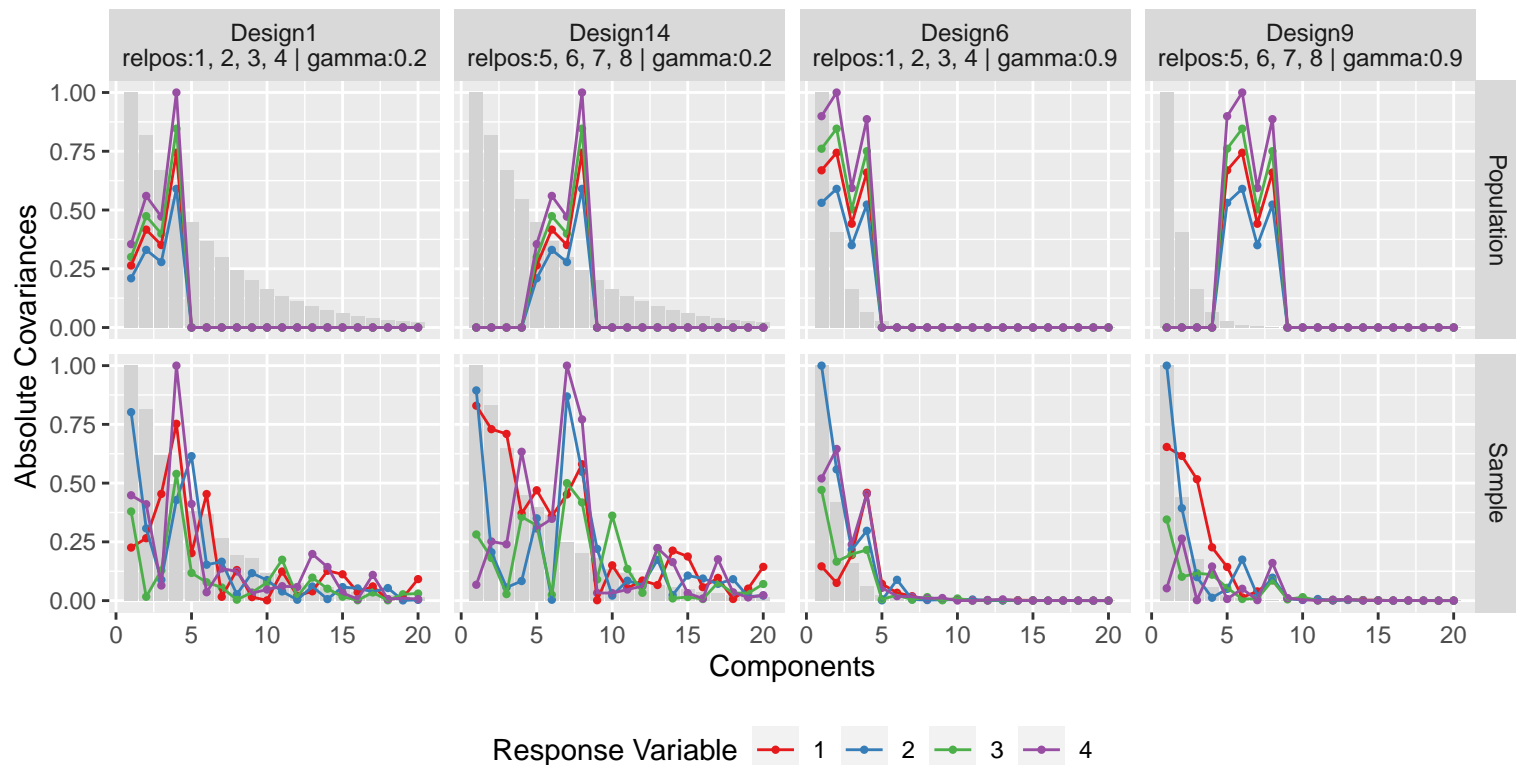 Design1
relpos:1, 2, 3, 4 | gamma:0.2
Design14
relpos:5, 6, 7, 8 | gamma:0.2
Design6
relpos:1, 2, 3, 4 | gamma:0.9
Design9
relpos:5, 6, 7, 8 | gamma:0.9
Absolute Covariances
1.00
0.75
0.50
0.25
0.00
Population
1.00
0.75
0.50
0.25
0.00
Sample
0 5 10 15 20
0 5 10 15 20
0 5 10 15 20
0 5 10 15 20
Components
Response Variable 1 2 3 4